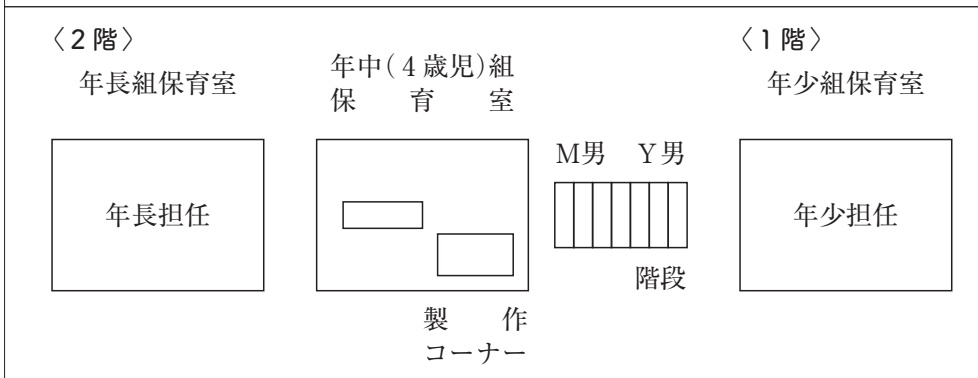 〈2階〉
〈1階〉
年長組保育室
年中(4歳児)組
保育室
年少組保育室
M男 Y男
年長担任
年少担任
階段
製作
コーナー